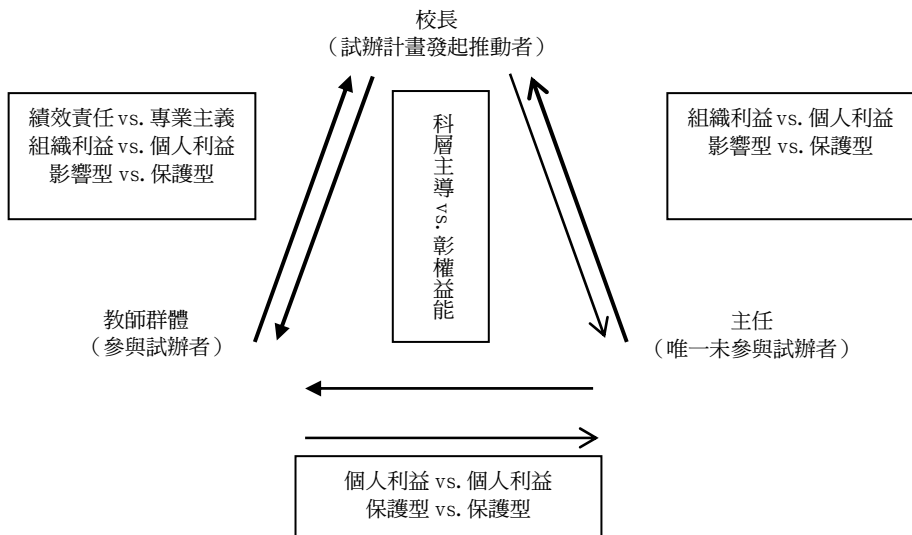 校長
（試辦計畫發起推動者）
績效責任 vs. 專業主義
組織利益 vs. 個人利益
影響型 vs. 保護型
科層主導 vs. 彰權益能
組織利益 vs. 個人利益
影響型 vs. 保護型
教師群體
（參與試辦者）
主任
（唯一未參與試辦者）
個人利益 vs. 個人利益
保護型 vs. 保護型